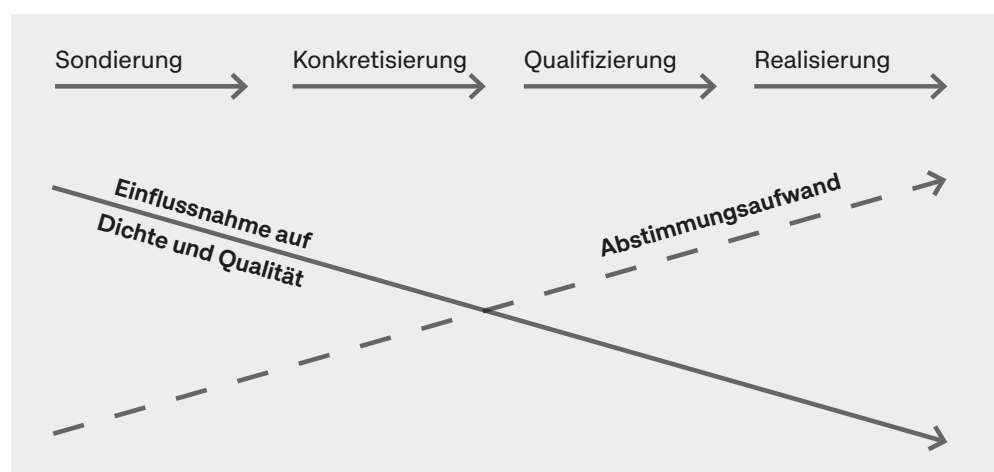 Sondierung
Konkretisierung
Qualifizierung
Realisierung
Einflussnahme auf
Dichte und Qualität
Abstimmungsaufwand